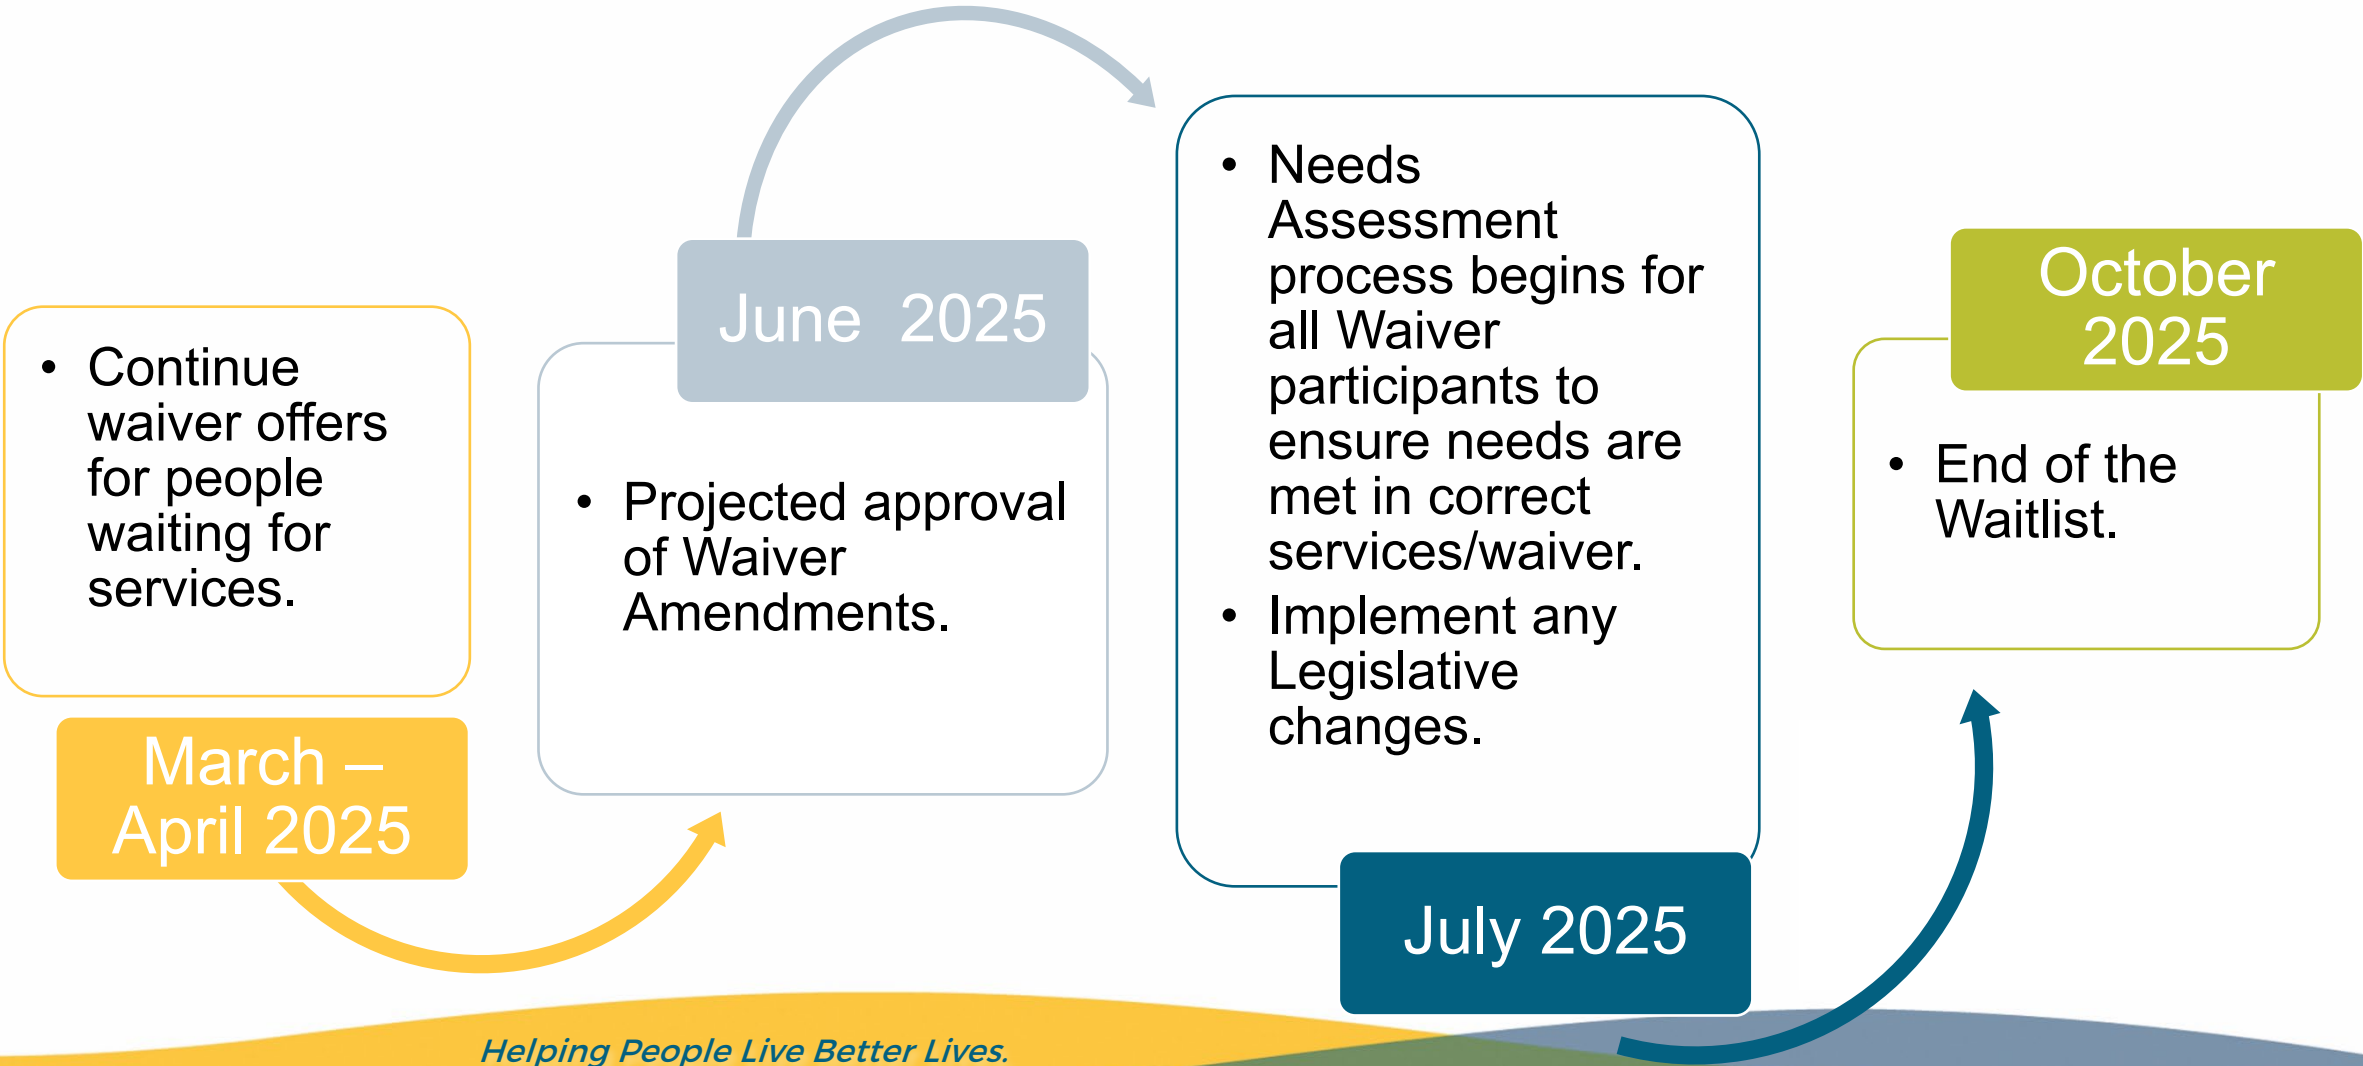 • Continue
waiver offers
for people
waiting for
services.
March –
April 2025
June 2025
• Projected approval
of Waiver
Amendments.
• Needs
Assessment
process begins for
all Waiver
participants to
ensure needs are
met in correct
services/waiver.
• Implement any
Legislative
changes.
July 2025
October
2025
• End of the
Waitlist.
Helping People Live Better Lives.